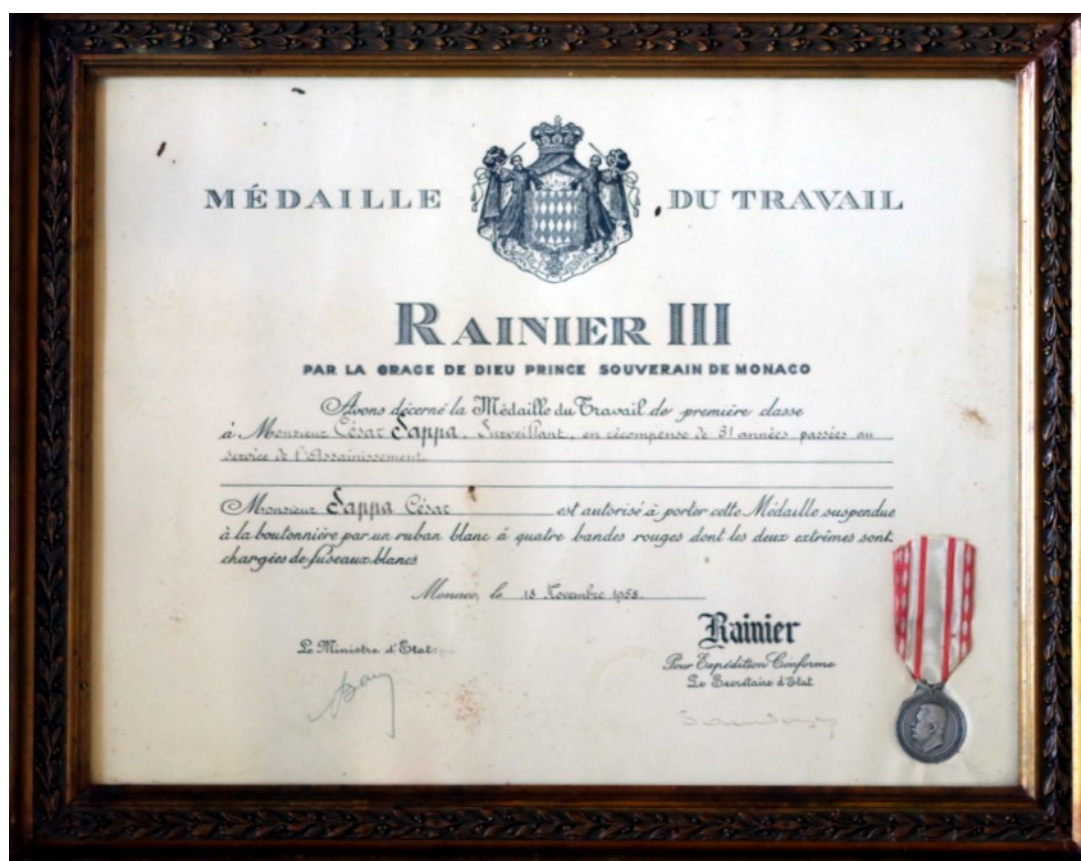 MÉDAILLE DU TRAVAIL
RAINIER III
PAR LA GRACE DE DIEU PRINCE SOUVERAIN DE MONACO
Avons décerné la Médaille du Travail de première classe
à Monsieur César Sappa, Surveillant, en récompense de 31 années passées au
service de l'Assainissement
Monsieur Sappa César est autorisé à porter cette Médaille suspendue
à la boutonnière par un ruban blanc à quatre bandes rouges dont les deux extrêmes sont
chargées de fuseaux blancs
Monaco, le 18 Novembre 1958.
Rainier
Le Ministre d'Etat
Pour Expédition Conforme
Le Secrétaire d'Etat